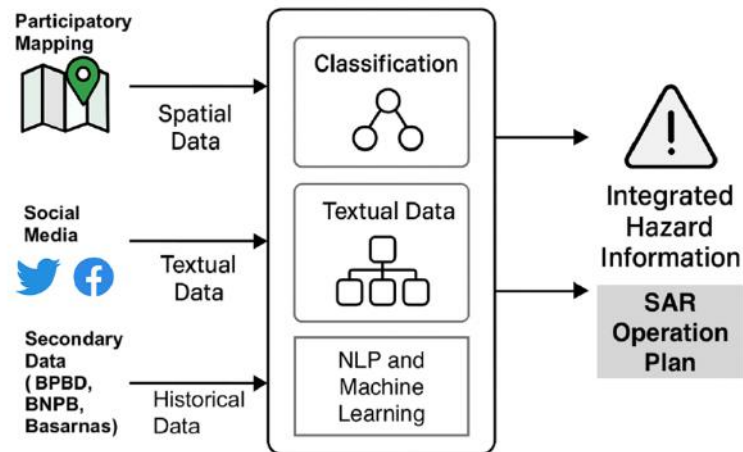 Participatory
Mapping
Spatial
Data
Social
Media
Textual
Data
Secondary
Data
( BPBD,
BNPB,
Basarnas)
Historical
Data
Classification
Textual Data
NLP and
Machine
Learning
!
Integrated
Hazard
Information
SAR
Operation
Plan